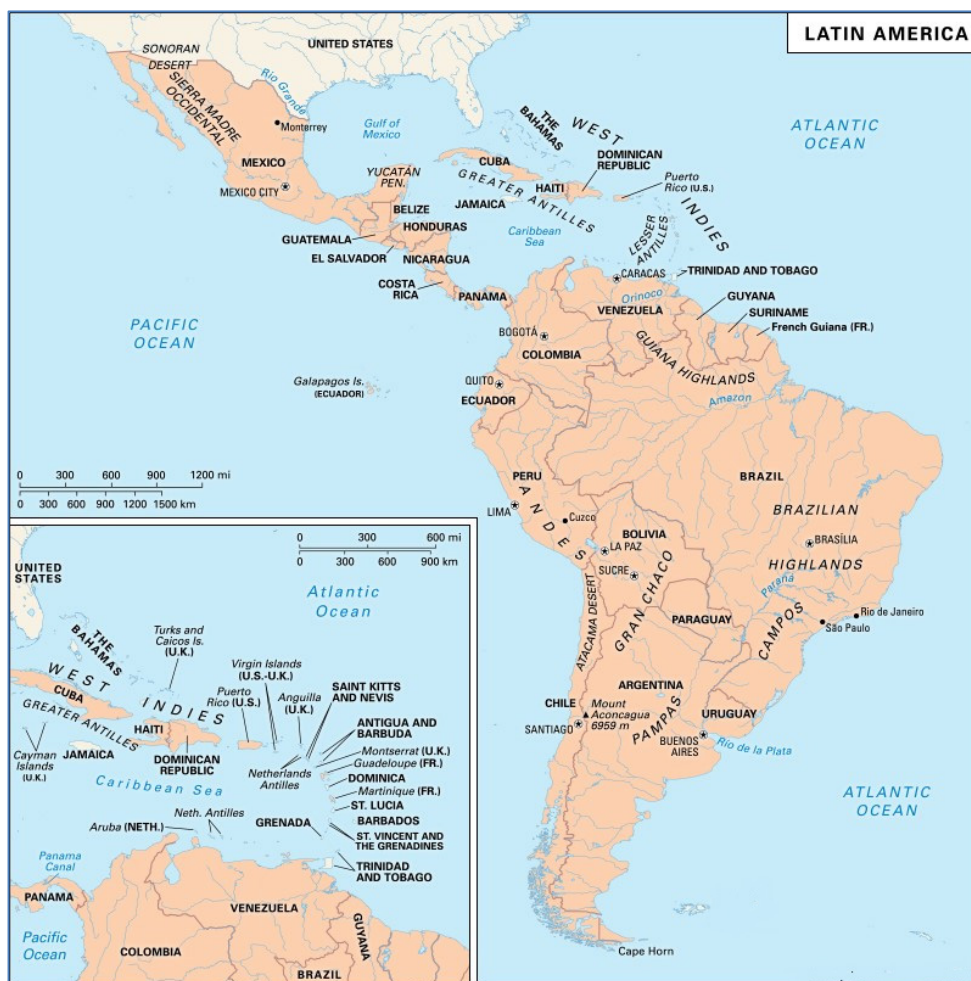 LATIN AMERICA
SONORAN
DESERT
UNITED STATES
SIERRA MADRE
OCCIDENTAL
Rio Grande
Monterrey
Gulf of
Mexico
THE
BAHAMAS
WEST
INDIES
ATLANTIC
OCEAN
MEXICO
MEXICO CITY
YUCATÁN
PEN.
CUBA
DOMINICAN
REPUBLIC
HAITI
Puerto
Rico (U.S.)
GREATER ANTILLES
JAMAICA
BELIZE
HONDURAS
GUATEMALA
EL SALVADOR
NICARAGUA
Caribbean
Sea
LESSER
ANTILLES
COSTA
RICA
PANAMA
CARACAS
TRINIDAD AND TOBAGO
Orinoco
VENEZUELA
GUYANA
SURINAME
French Guiana (FR.)
PACIFIC
OCEAN
BOGOTÁ
COLOMBIA
GUIANA HIGHLANDS
Galapagos Is.
(ECUADOR)
QUITO
ECUADOR
Amazon
0 300 600 900 1200 mi
0 300 600 900 1200 1500 km
PERU
ANDES
BRAZIL
LIMA
Cuzco
BRAZILIAN
HIGHLANDS
BOLIVIA
LA PAZ
BRASÍLIA
SUCRE
GRAN CHACO
ATACAMA DESERT
Paraná
PARAGUAY
CAMPOS
Rio de Janeiro
São Paulo
ARGENTINA
CHILE
Mount
Aconcagua
6959 m
SANTIAGO
PAMPAS
URUGUAY
BUENOS
AIRES
Río de la Plata
ATLANTIC
OCEAN
Cape Horn
0 300 600 mi
0 300 600 900 km
UNITED
STATES
Atlantic
Ocean
THE
BAHAMAS
Turks and
Caicos Is.
(U.K.)
WEST INDIES
Virgin Islands
(U.S.-U.K.)
Puerto
Rico (U.S.)
Anguilla
(U.K.)
SAINT KITTS
AND NEVIS
CUBA
GREATER ANTILLES
HAITI
ANTIGUA AND
BARBUDA
Cayman
Islands
(U.K.)
JAMAICA
DOMINICAN
REPUBLIC
Netherlands
Antilles
Montserrat (U.K.)
Guadeloupe (FR.)
DOMINICA
Martinique (FR.)
Caribbean Sea
ST. LUCIA
Neth. Antilles
Aruba (NETH.)
GRENADA
BARBADOS
ST. VINCENT AND
THE GRENADINES
TRINIDAD
AND TOBAGO
Panama
Canal
PANAMA
VENEZUELA
GUYANA
Pacific
Ocean
COLOMBIA
BRAZIL